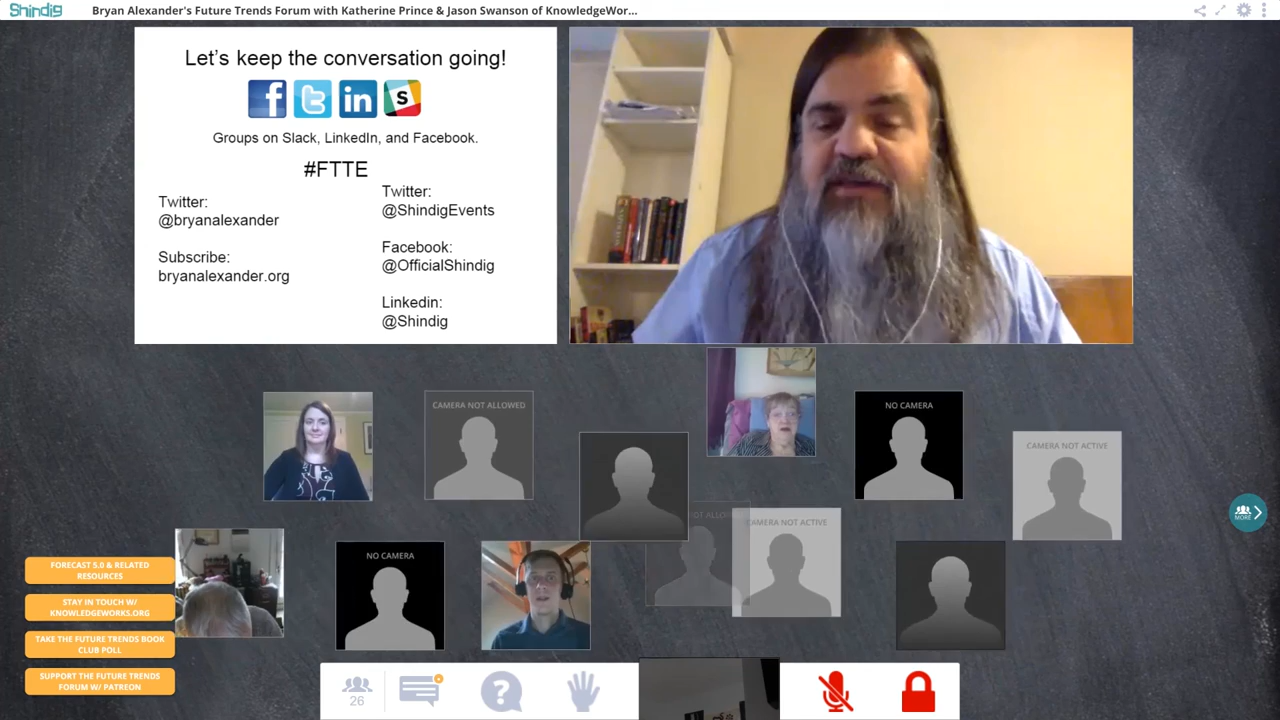 Shindig
Bryan Alexander's Future Trends Forum with Katherine Prince & Jason Swanson of KnowledgeWor...
Let's keep the conversation going!
f
t
in
S
Groups on Slack, LinkedIn, and Facebook.
#FTTE
Twitter:
@bryanalexander
Subscribe:
bryanalexander.org
Twitter:
@ShindigEvents
Facebook:
@OfficialShindig
Linkedin:
@Shindig
CAMERA NOT ALLOWED
NO CAMERA
CAMERA NOT ACTIVE
MORE
NO CAMERA
CAMERA NOT ACTIVE
FORECAST 5.0 & RELATED
RESOURCES
STAY IN TOUCH W/
KNOWLEDGEWORKS.ORG
TAKE THE FUTURE TRENDS BOOK
CLUB POLL
SUPPORT THE FUTURE TRENDS
FORUM W/ PATREON
26
?